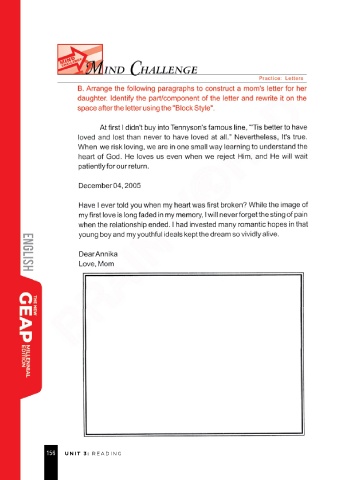 MIND CHALLENGE
Practice: Letters
B. Arrange the following paragraphs to construct a mom's letter for her
daughter. Identify the part/component of the letter and rewrite it on the
space after the letter using the "Block Style".
At first I didn't buy into Tennyson's famous line, "'Tis better to have
loved and lost than never to have loved at all." Nevertheless, It's true.
When we risk loving, we are in one small way learning to understand the
heart of God. He loves us even when we reject Him, and He will wait
patiently for our return.
December 04, 2005
Have I ever told you when my heart was first broken? While the image of
my first love is long faded in my memory, I will never forget the sting of pain
when the relationship ended. I had invested many romantic hopes in that
young boy and my youthful ideals kept the dream so vividly alive.
Dear Annika
Love, Mom
ENGLISH
THE NEW
GEAP
MILLENNIAL
EDITION
156 UNIT 3: READING